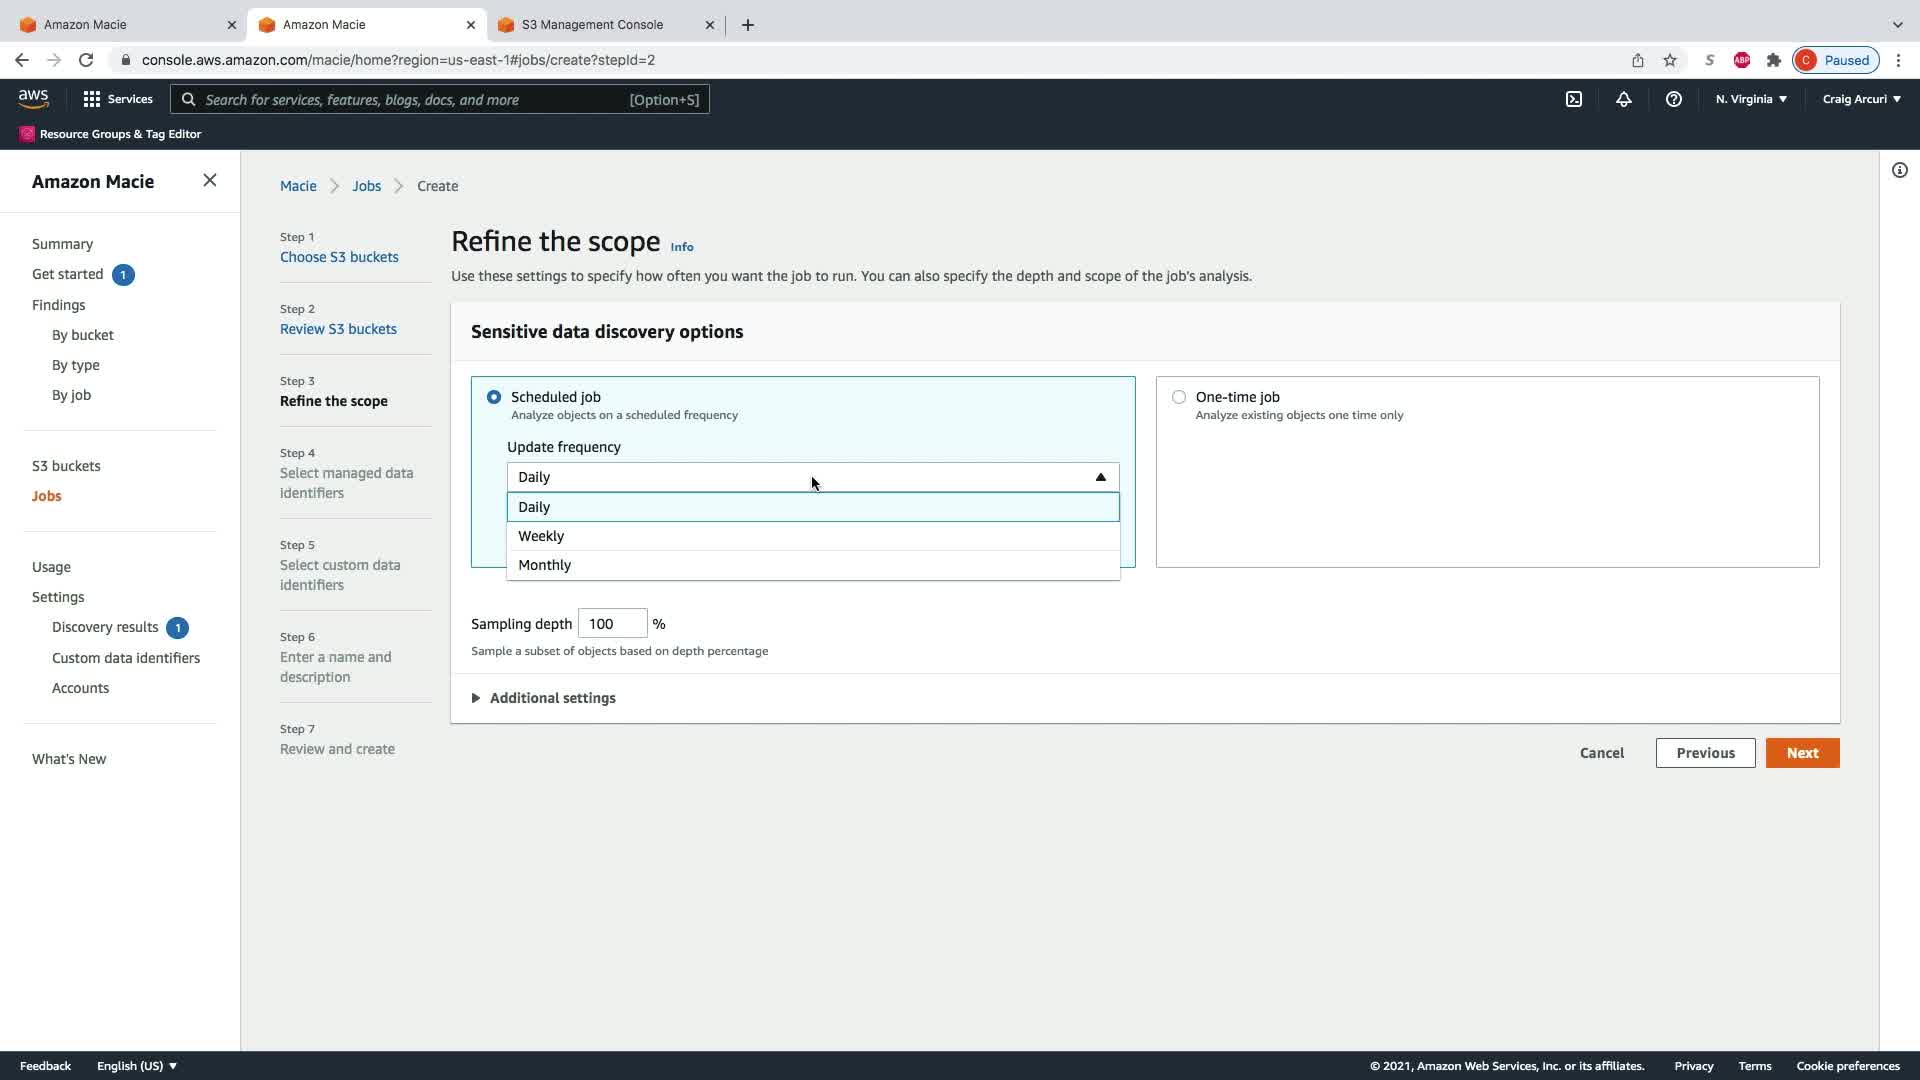 Amazon Macie
Amazon Macie
S3 Management Console
console.aws.amazon.com/macie/home?region=us-east-1#jobs/create?stepId=2
S
ABP
C
Paused
aws
Services
Search for services, features, blogs, docs, and more
[Option+S]
N. Virginia
Craig Arcuri
Resource Groups & Tag Editor
Amazon Macie
Summary
Get started 1
Findings
By bucket
By type
By job
S3 buckets
Jobs
Usage
Settings
Discovery results 1
Custom data identifiers
Accounts
What's New
Macie
Jobs
Create
Step 1
Choose S3 buckets
Step 2
Review S3 buckets
Step 3
Refine the scope
Step 4
Select managed data
identifiers
Step 5
Select custom data
identifiers
Step 6
Enter a name and
description
Step 7
Review and create
Refine the scope Info
Use these settings to specify how often you want the job to run. You can also specify the depth and scope of the job's analysis.
Sensitive data discovery options
Scheduled job
Analyze objects on a scheduled frequency
Update frequency
Daily
Daily
Weekly
Monthly
One-time job
Analyze existing objects one time only
Sampling depth 100 %
Sample a subset of objects based on depth percentage
Additional settings
Cancel
Previous
Next
Feedback
English (US)
© 2021, Amazon Web Services, Inc. or its affiliates.
Privacy
Terms
Cookie preferences